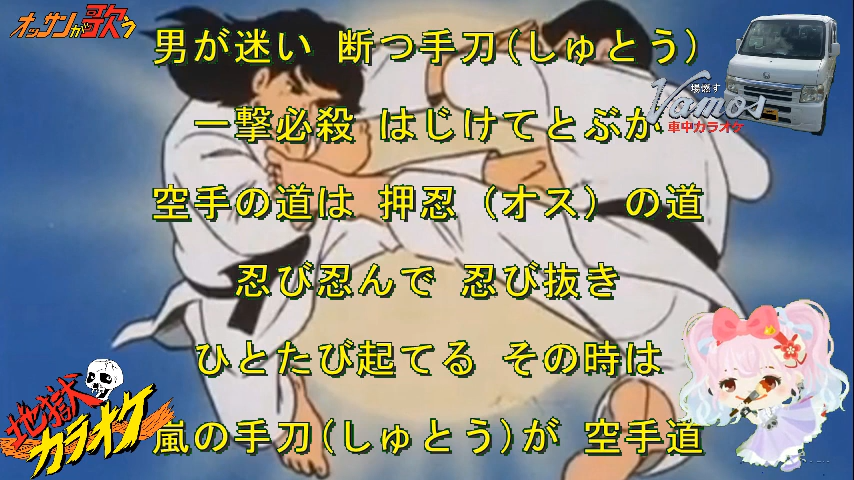 オッサンが歌う
男が迷い 断つ手刀(しゅとう)
場燃す
Vamos
車中カラオケ
一撃必殺 はじけてとぶか
空手の道は 押忍 (オス) の道
忍び忍んで 忍び抜き
ひとたび起てる その時は
地獄
カラオケ
嵐の手刀(しゅとう)が 空手道